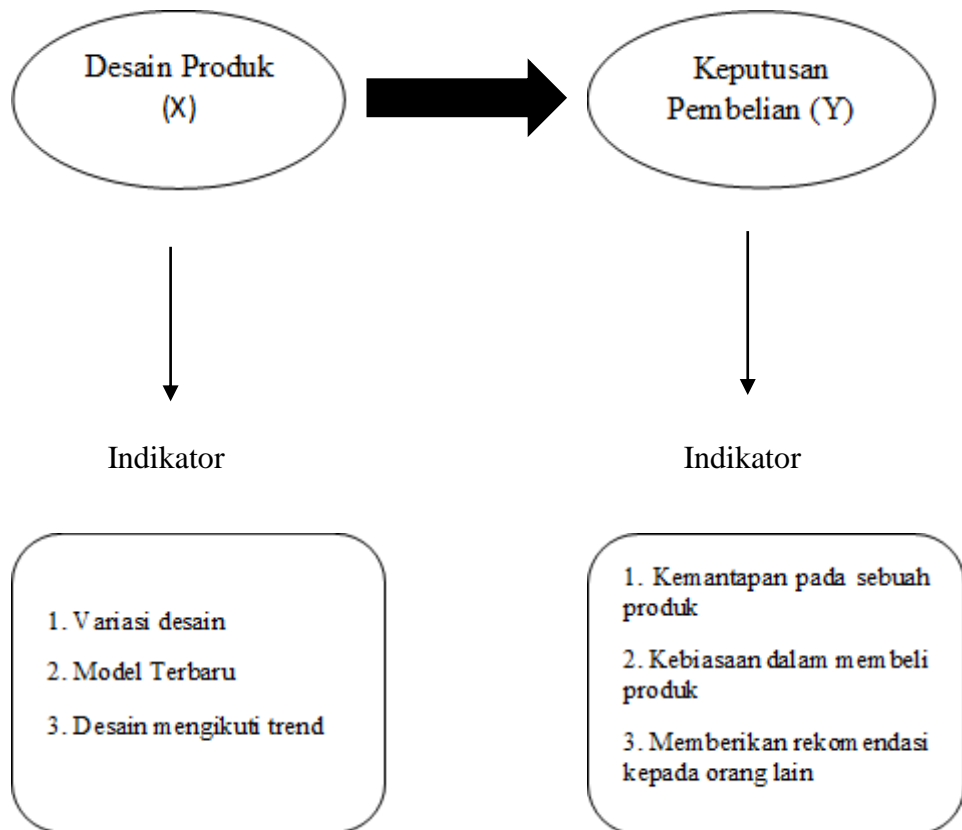 Desain Produk
(X)
Keputusan
Pembelian (Y)
Indikator
Indikator
1. Variasi desain
2. Model Terbaru
3. Desain mengikuti trend
1. Kemantapan pada sebuah
produk
2. Kebiasaan dalam membeli
produk
3. Memberikan rekomendasi
kepada orang lain